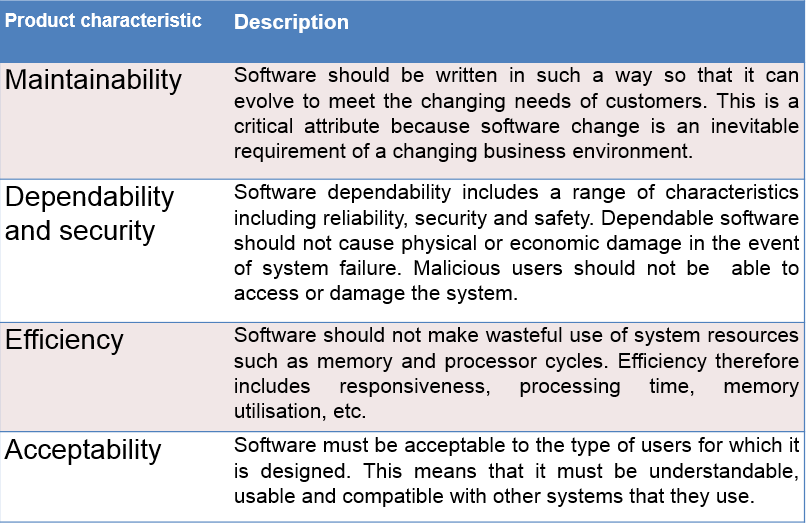 Product characteristic Description
Maintainability
Software should be written in such a way so that it can
evolve to meet the changing needs of customers. This is a
critical attribute because software change is an inevitable
requirement of a changing business environment.
Dependability
and security
Software dependability includes a range of characteristics
including reliability, security and safety. Dependable software
should not cause physical or economic damage in the event
of system failure. Malicious users should not be able to
access or damage the system.
Efficiency
Software should not make wasteful use of system resources
such as memory and processor cycles. Efficiency therefore
includes responsiveness, processing time, memory
utilisation, etc.
Acceptability
Software must be acceptable to the type of users for which it
is designed. This means that it must be understandable,
usable and compatible with other systems that they use.